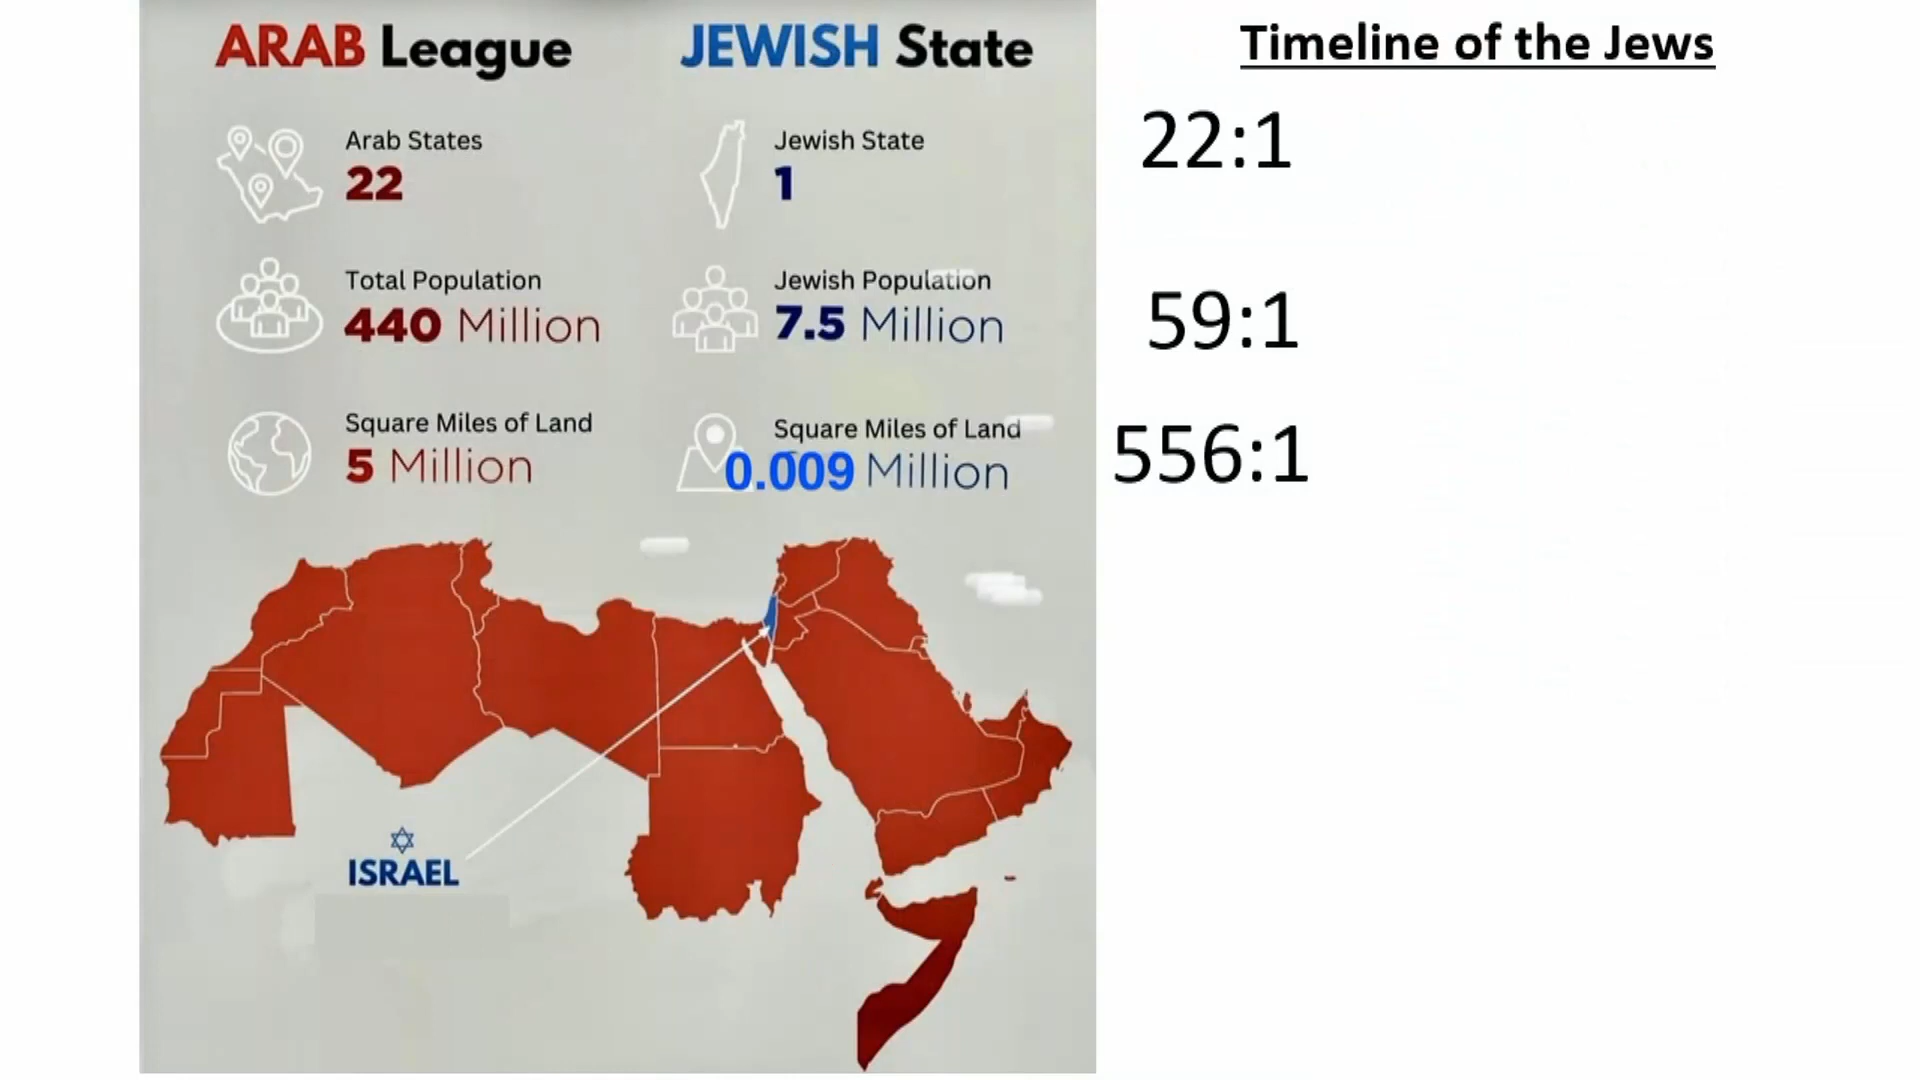 ARAB League
Arab States
22
Total Population
440 Million
Square Miles of Land
5 Million
JEWISH State
Jewish State
1
Jewish Population
7.5 Million
Square Miles of Land
0.009 Million
ISRAEL
Timeline of the Jews
22:1
59:1
556:1